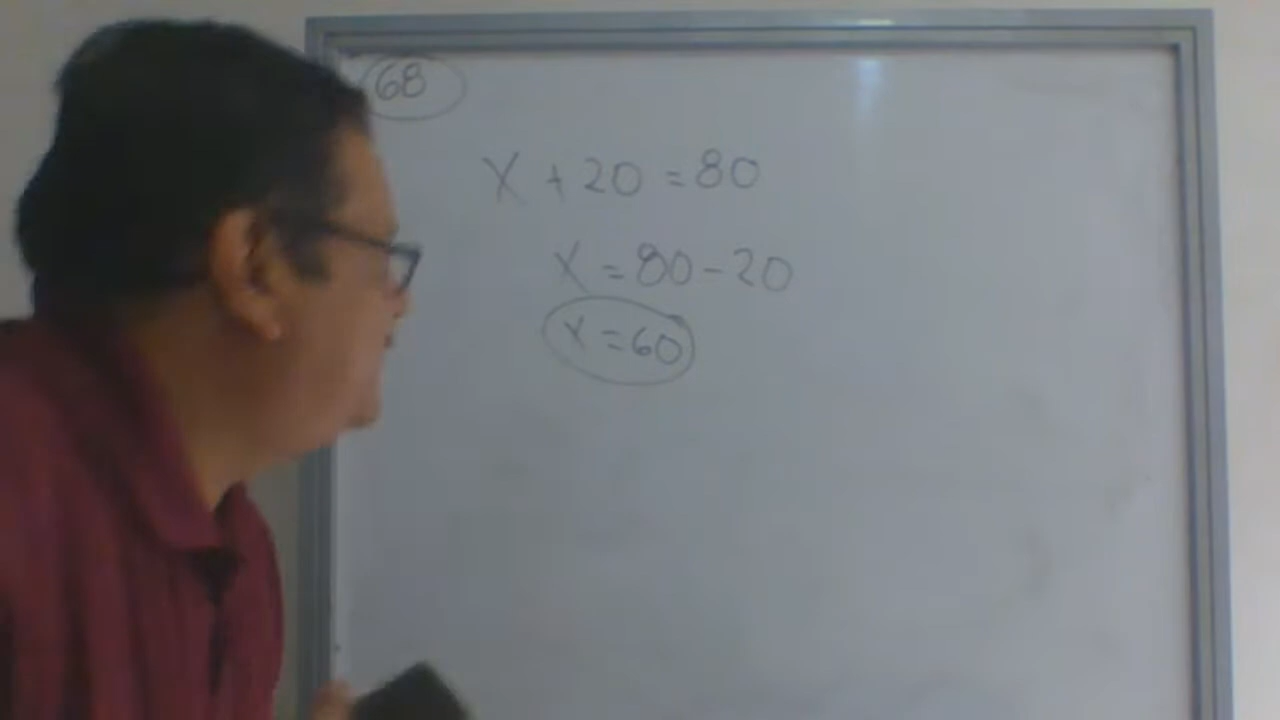 68
X + 20 = 80
X = 80 - 20
X = 60